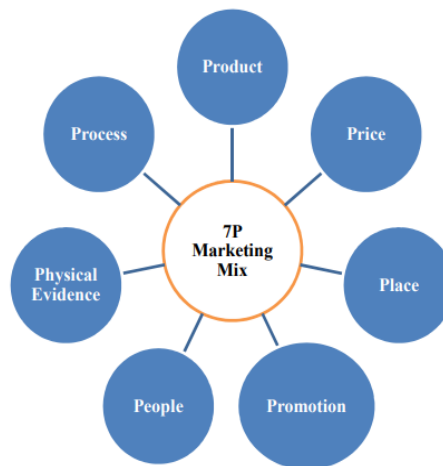 Product
Price
Place
Promotion
People
Physical
Evidence
Process
7P
Marketing
Mix